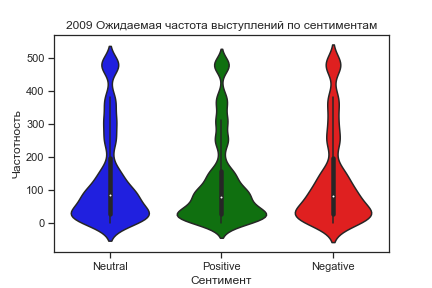 2009 Ожидаемая частота выступлений по сентиментам
Частотность
500
400
300
200
100
0
Neutral Positive Negative
Сентимент